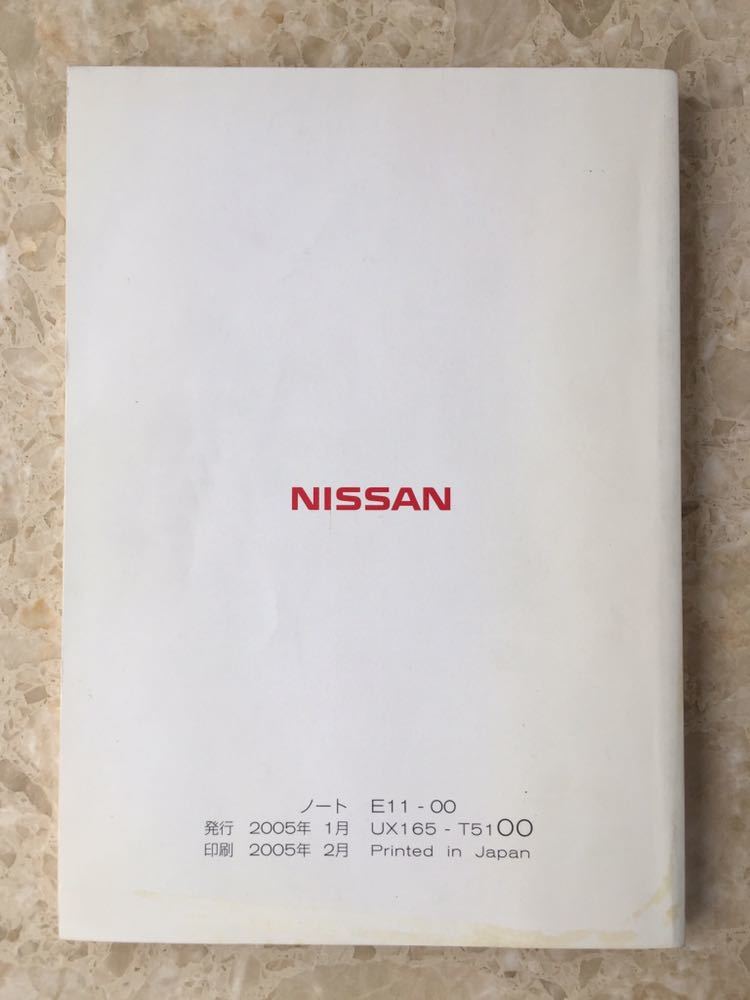 NISSAN
ノート E11 - 00
発行 2005年 1月 UX165 - T5100
印刷 2005年 2月 Printed in Japan